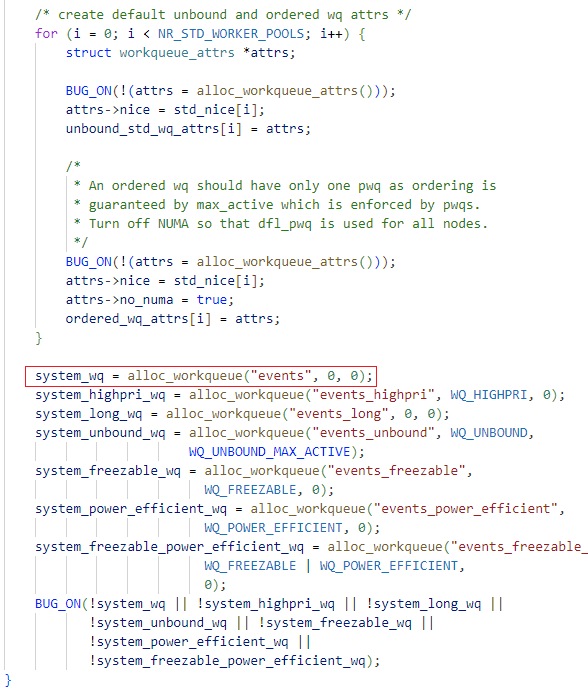 /* create default unbound and ordered wq attrs */
for (i = 0; i < NR_STD_WORKER_POOLS; i++) {
struct workqueue_attrs *attrs;
BUG_ON(!(attrs = alloc_workqueue_attrs()));
attrs->nice = std_nice[i];
unbound_std_wq_attrs[i] = attrs;
/*
* An ordered wq should have only one pwq as ordering is
* guaranteed by max_active which is enforced by pwqs.
* Turn off NUMA so that dfl_pwq is used for all nodes.
*/
BUG_ON(!(attrs = alloc_workqueue_attrs()));
attrs->nice = std_nice[i];
attrs->no_numa = true;
ordered_wq_attrs[i] = attrs;
}
system_wq = alloc_workqueue("events", 0, 0);
system_highpri_wq = alloc_workqueue("events_highpri", WQ_HIGHPRI, 0);
system_long_wq = alloc_workqueue("events_long", 0, 0);
system_unbound_wq = alloc_workqueue("events_unbound", WQ_UNBOUND,
WQ_UNBOUND_MAX_ACTIVE);
system_freezable_wq = alloc_workqueue("events_freezable",
WQ_FREEZABLE, 0);
system_power_efficient_wq = alloc_workqueue("events_power_efficient",
WQ_POWER_EFFICIENT, 0);
system_freezable_power_efficient_wq = alloc_workqueue("events_freezable_
WQ_FREEZABLE | WQ_POWER_EFFICIENT,
0);
BUG_ON(!system_wq || !system_highpri_wq || !system_long_wq ||
!system_unbound_wq || !system_freezable_wq ||
!system_power_efficient_wq ||
!system_freezable_power_efficient_wq);
}